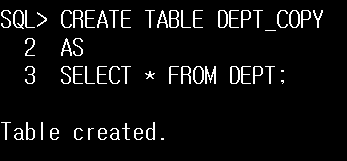 SQL> CREATE TABLE DEPT_COPY
2 AS
3 SELECT * FROM DEPT;
Table created.